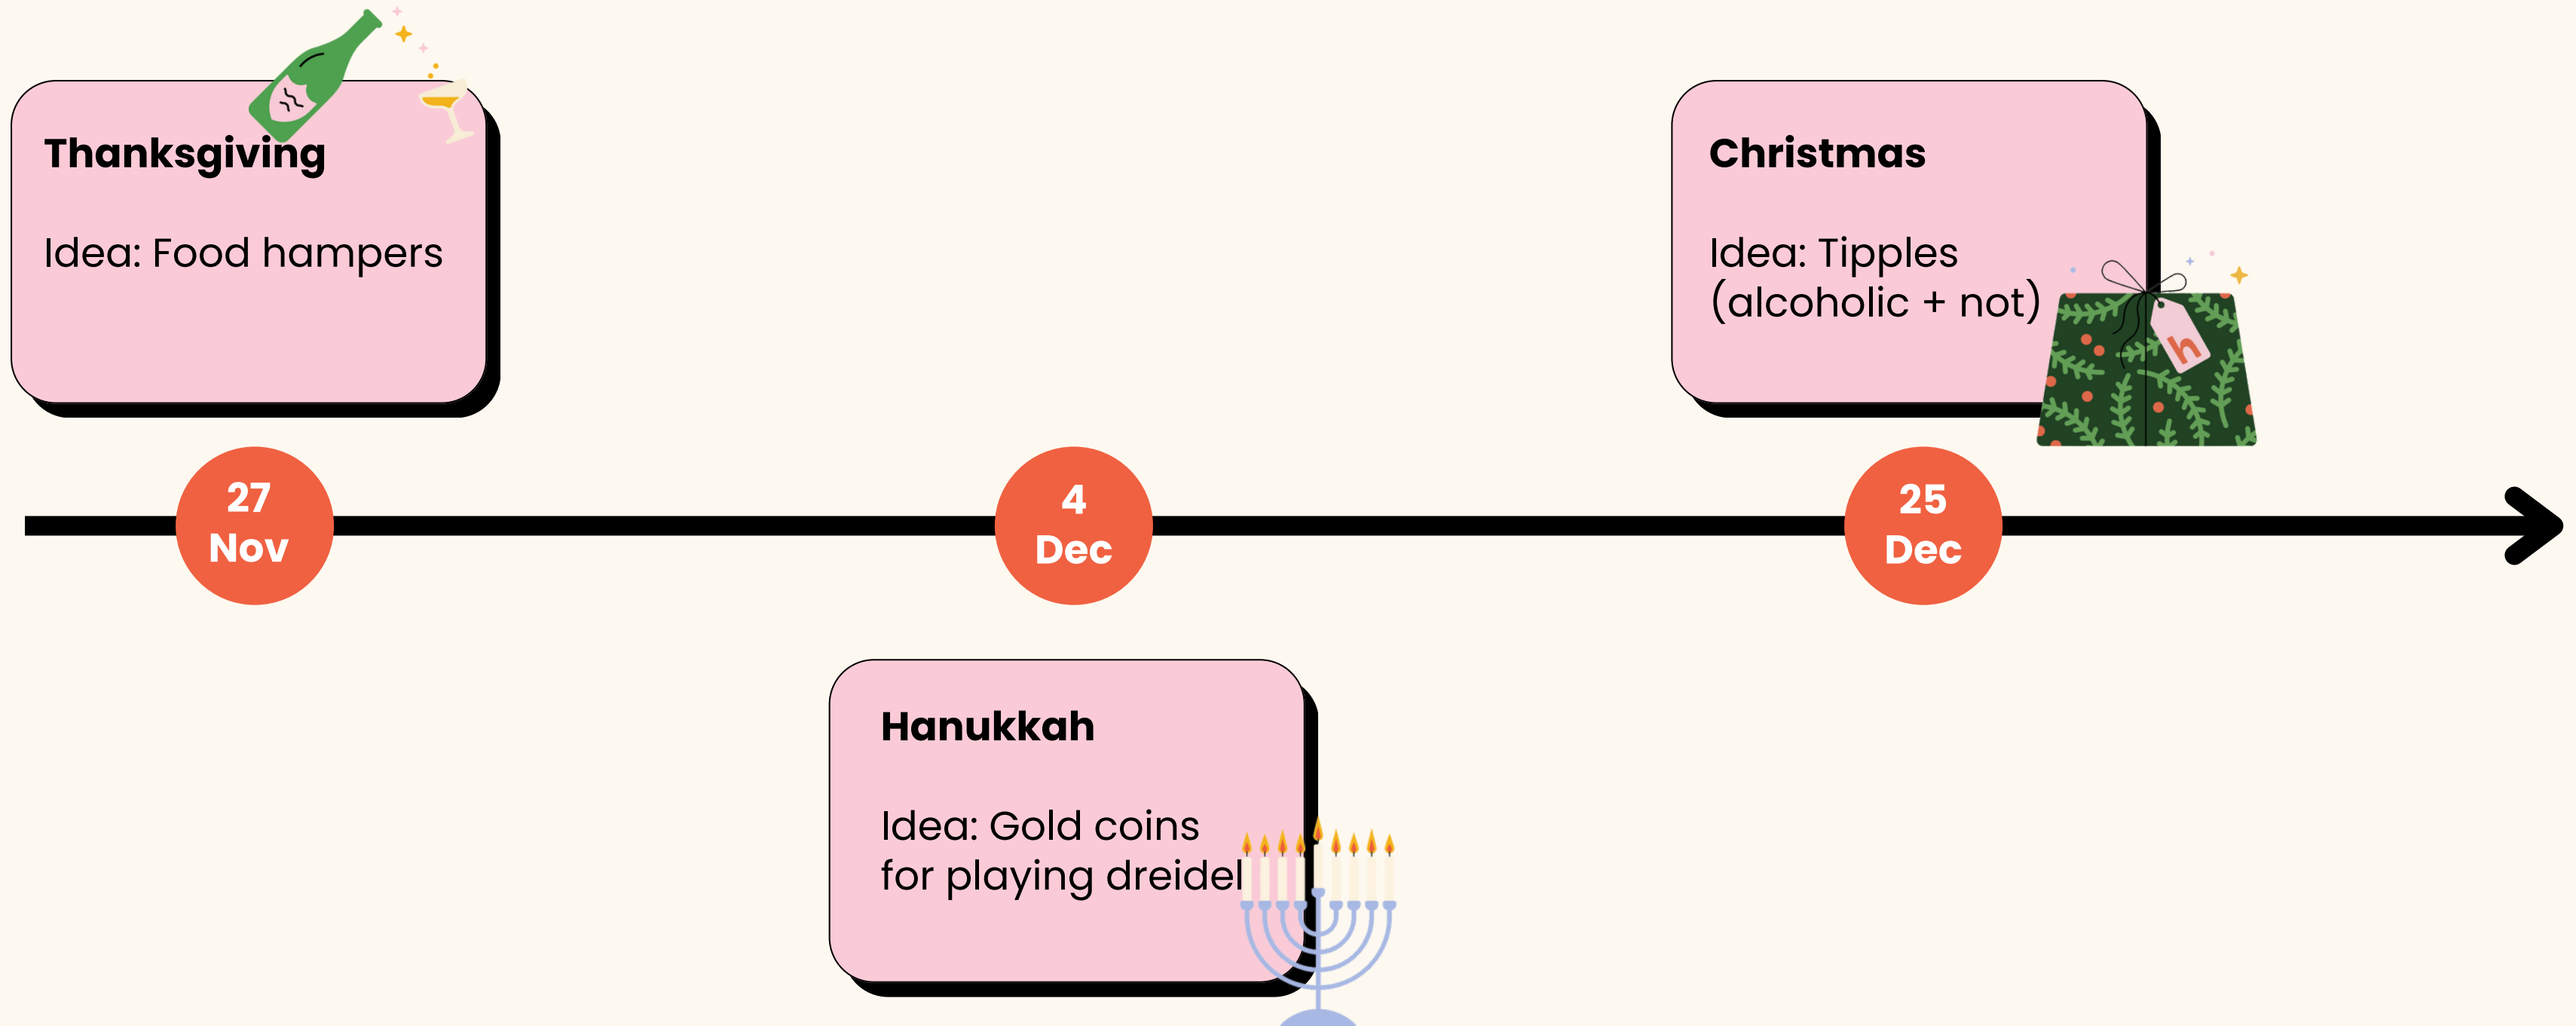 Thanksgiving
Idea: Food hampers
Christmas
Idea: Tipples
(alcoholic + not)
h
27
Nov
4
Dec
25
Dec
Hanukkah
Idea: Gold coins
for playing dreidel